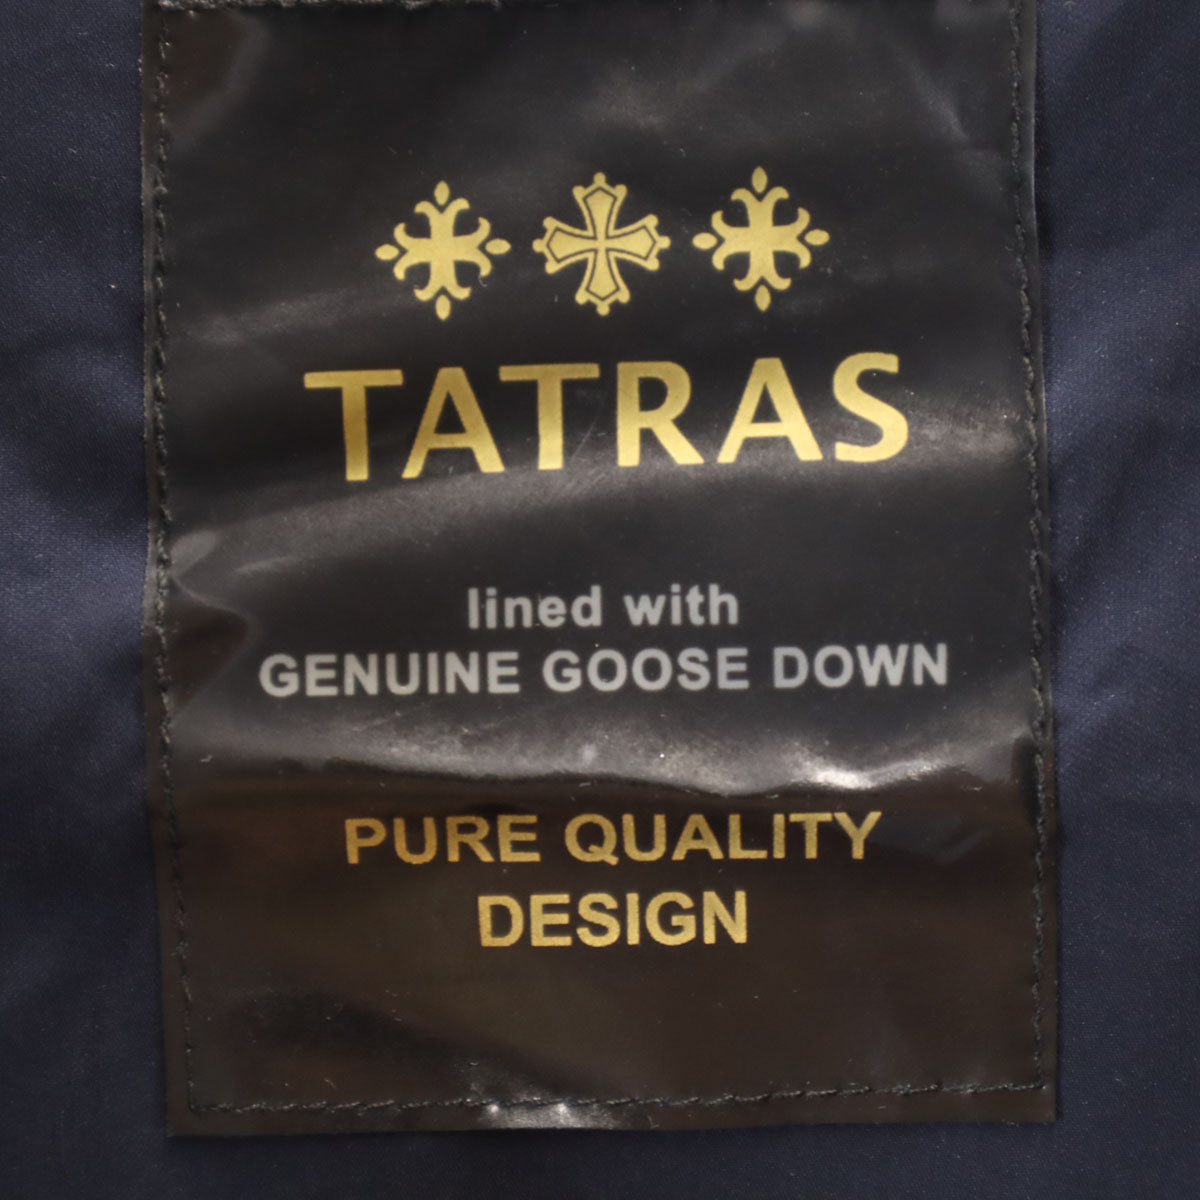 TATRAS
lined with
GENUINE GOOSE DOWN
PURE QUALITY
DESIGN